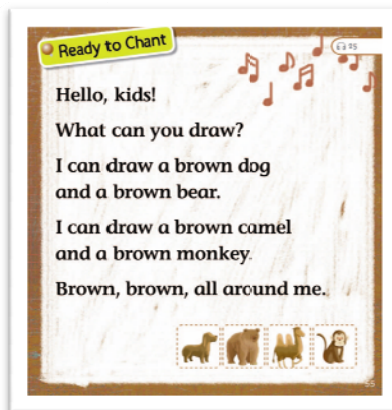 Ready to Chant
05
Hello, kids!
What can you draw?
I can draw a brown dog
and a brown bear.
I can draw a brown camel
and a brown monkey.
Brown, brown, all around me.